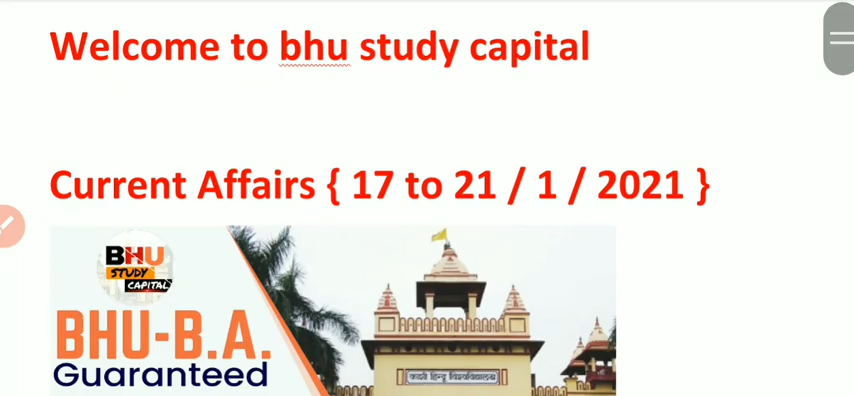 Welcome to bhu study capital
Current Affairs { 17 to 21 / 1 / 2021 }
BHU
STUDY
CAPITAL
BHU-B.A.
Guaranteed
काशी हिन्दू विश्वविद्यालय